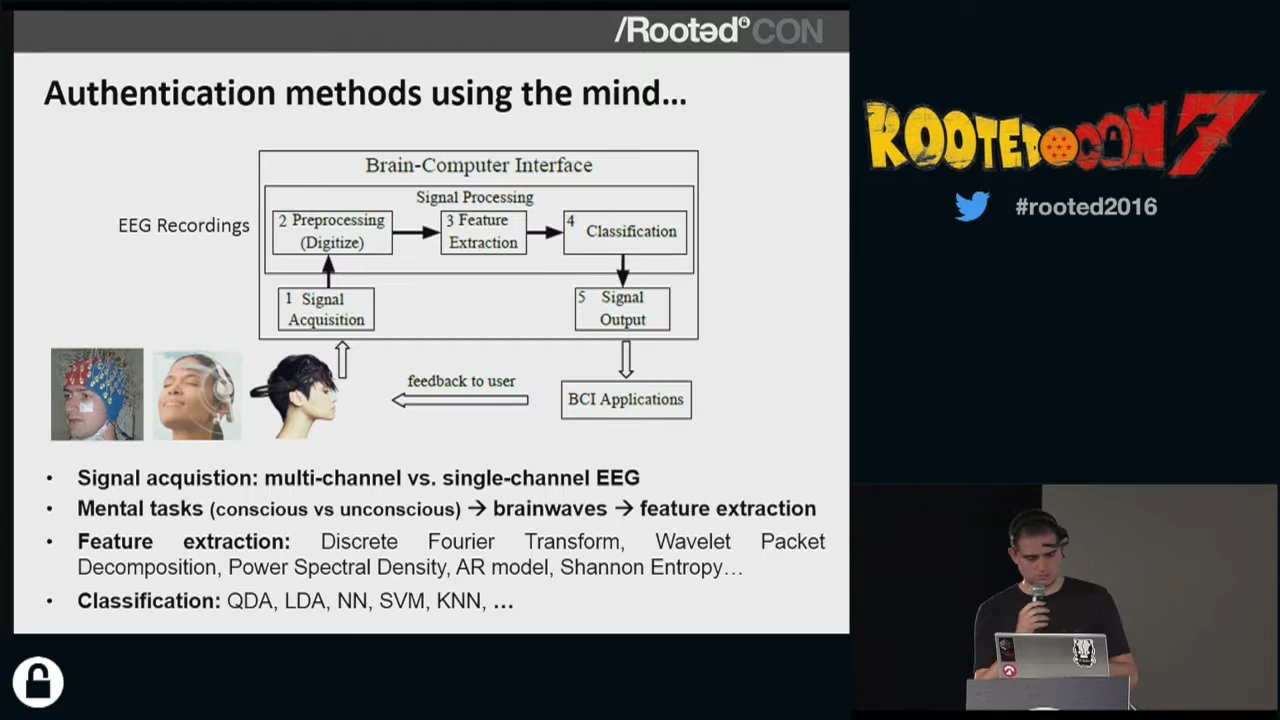 /Rootəd CON
Authentication methods using the mind...
Brain-Computer Interface
Signal Processing
EEG Recordings
2 Preprocessing
(Digitize)
3 Feature
Extraction
4
Classification
1 Signal
Acquisition
5 Signal
Output
feedback to user
BCI Applications
• Signal acquistion: multi-channel vs. single-channel EEG
• Mental tasks (conscious vs unconscious) → brainwaves → feature extraction
• Feature extraction: Discrete Fourier Transform, Wavelet Packet
Decomposition, Power Spectral Density, AR model, Shannon Entropy…
• Classification: QDA, LDA, NN, SVM, KNN, ...
ROOTED CON 7
#rooted2016